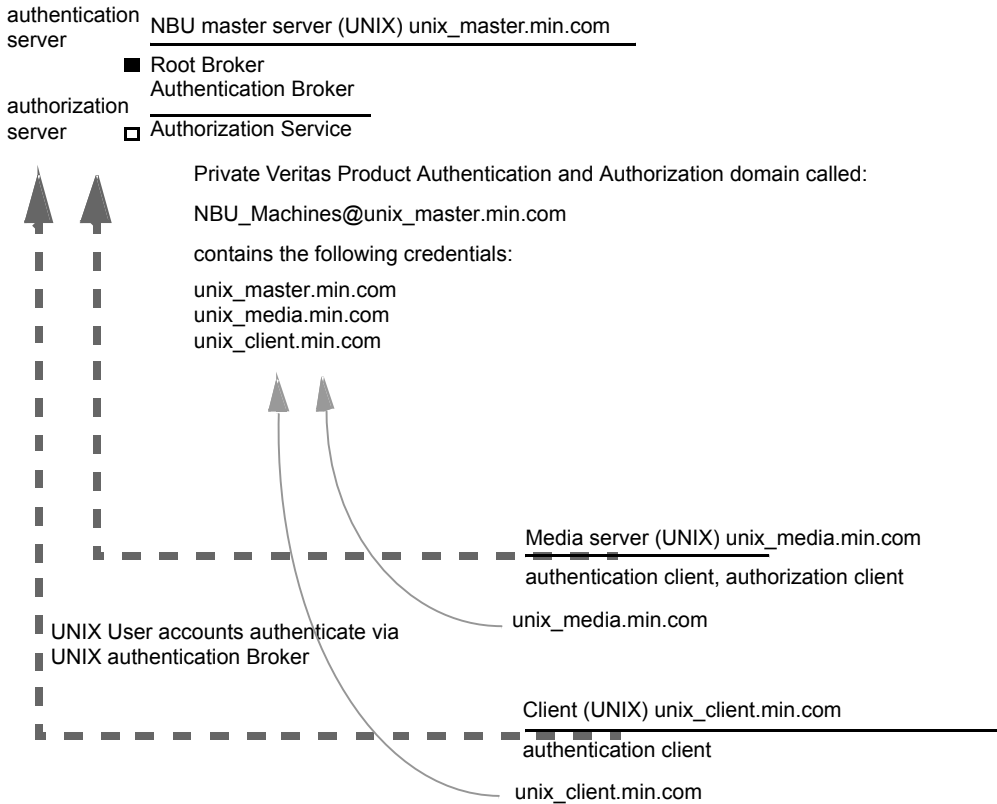 authentication
server
NBU master server (UNIX) unix_master.min.com
Root Broker
Authentication Broker
authorization
server
Authorization Service
Private Veritas Product Authentication and Authorization domain called:
NBU_Machines@unix_master.min.com
contains the following credentials:
unix_master.min.com
unix_media.min.com
unix_client.min.com
Media server (UNIX) unix_media.min.com
authentication client, authorization client
unix_media.min.com
UNIX User accounts authenticate via
UNIX authentication Broker
Client (UNIX) unix_client.min.com
authentication client
unix_client.min.com